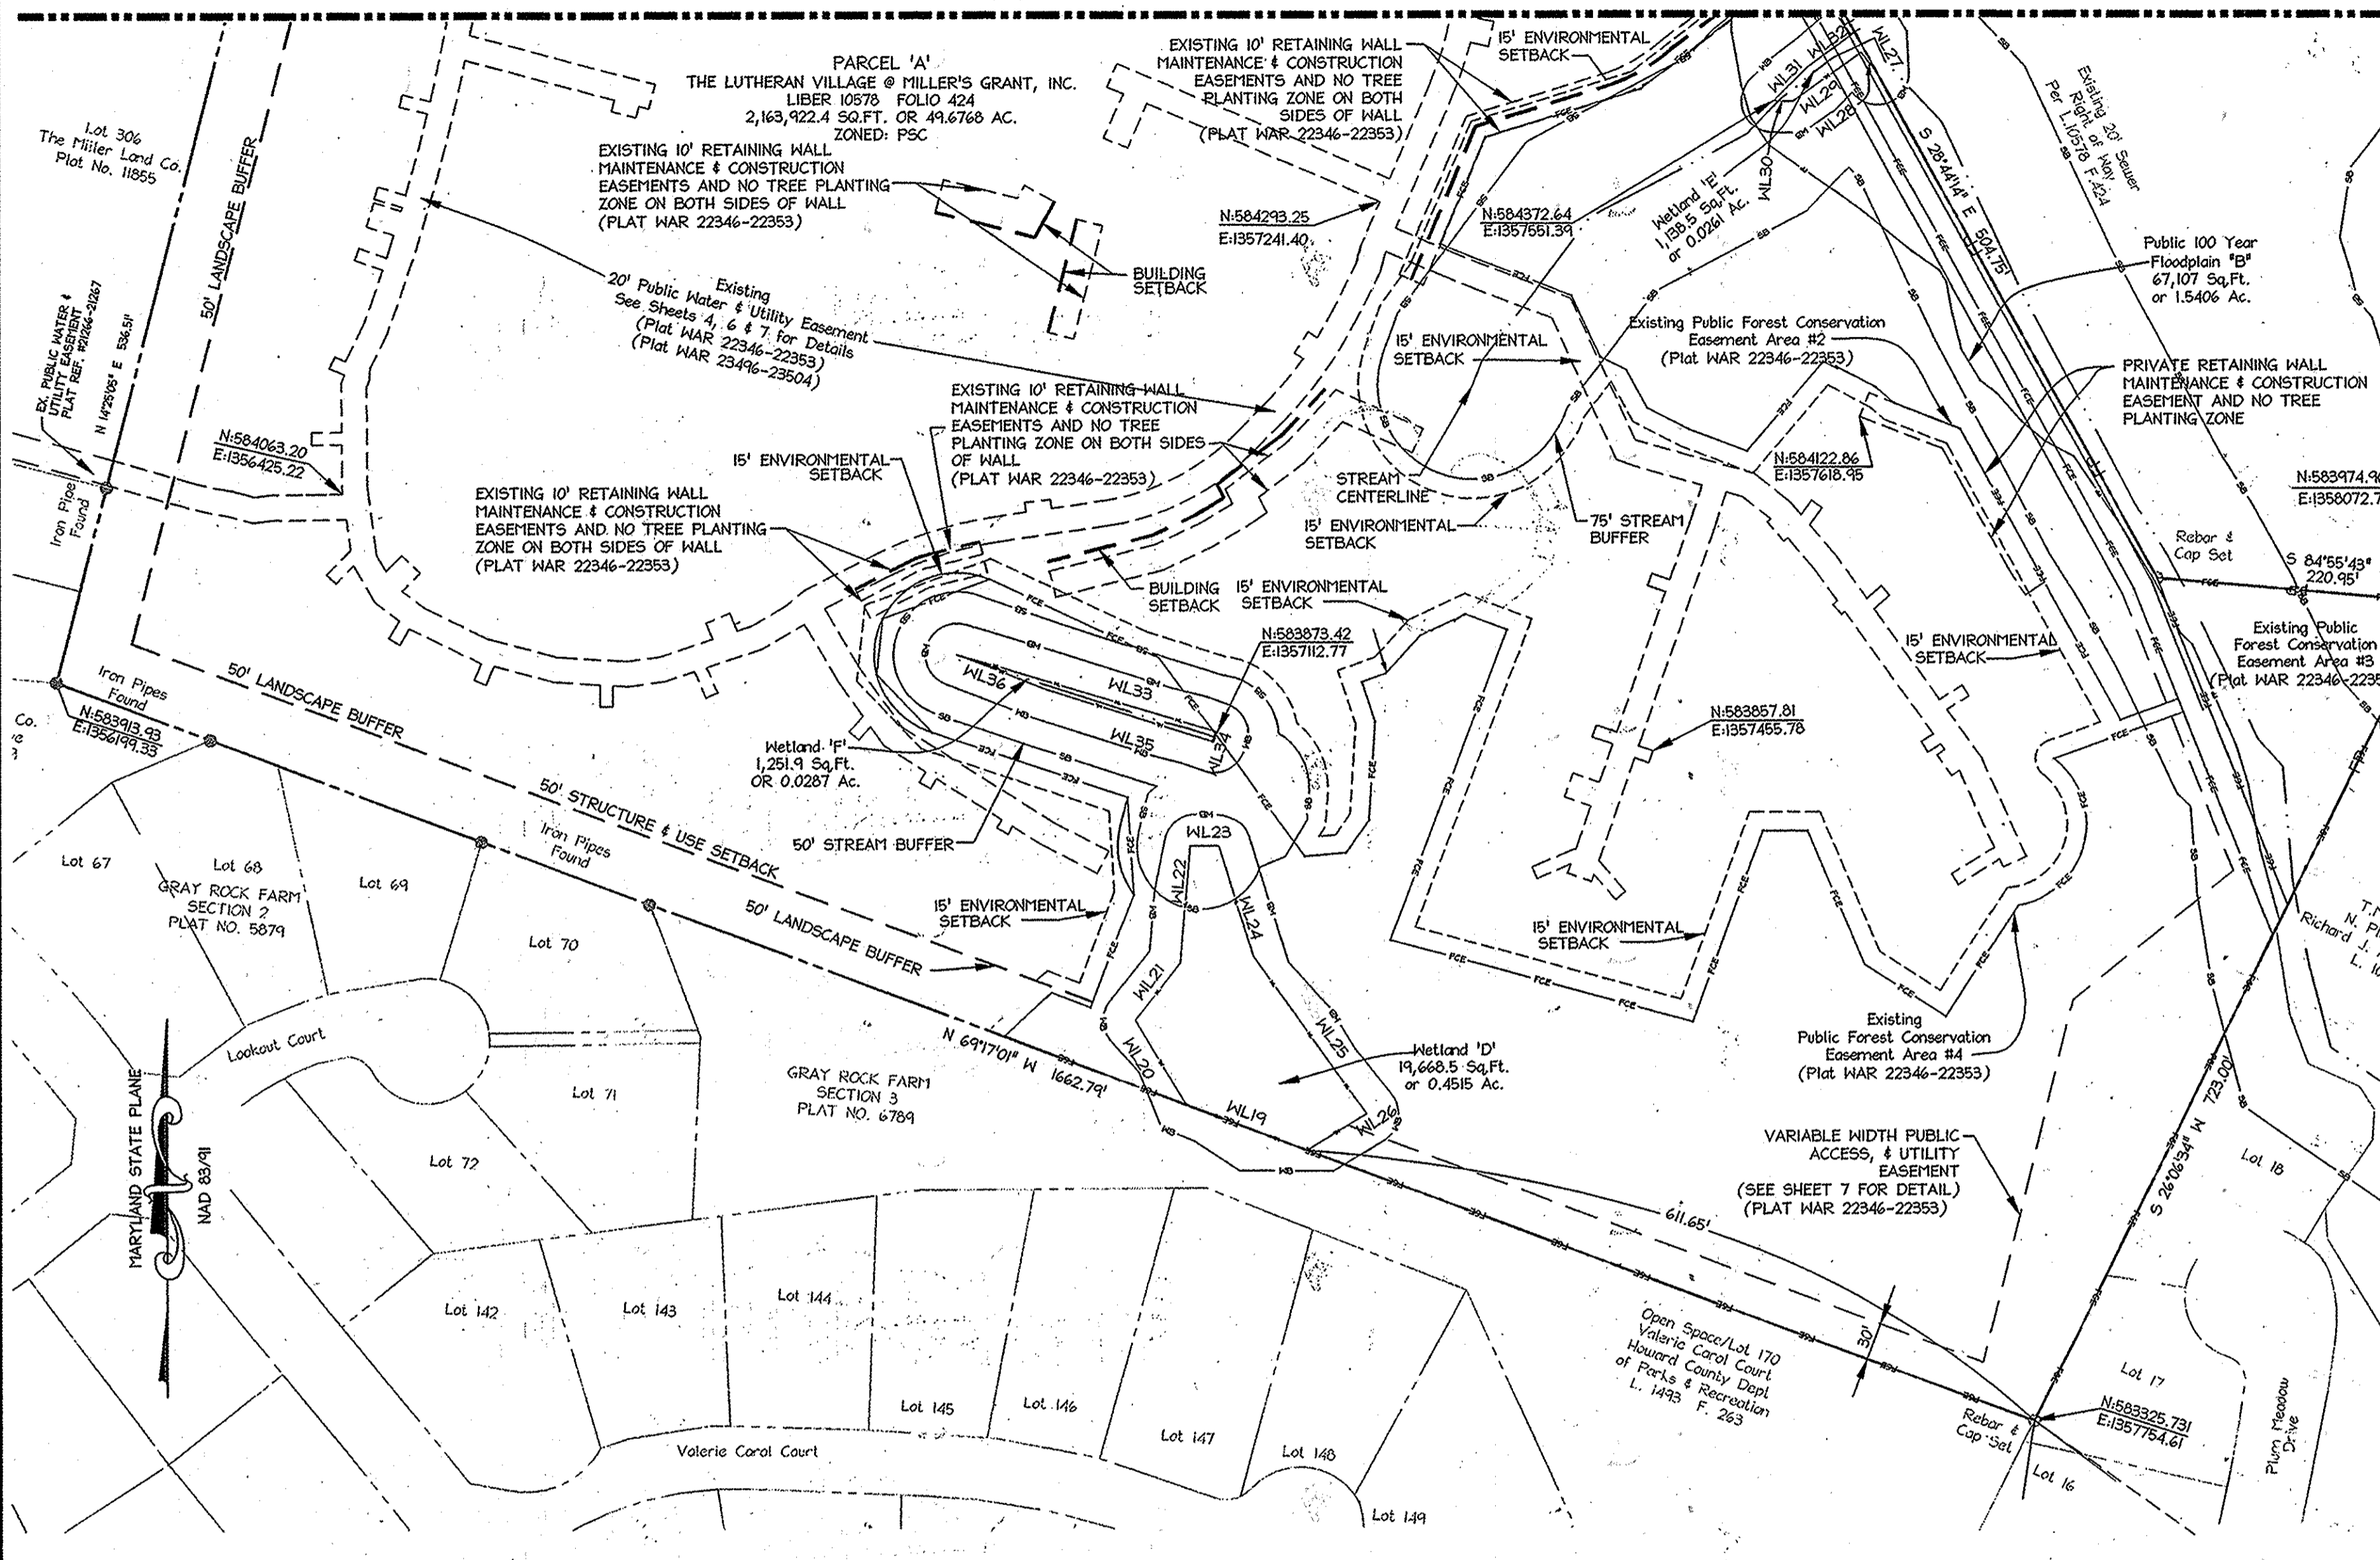 PARCEL 'A'
THE LUTHERAN VILLAGE @ MILLER'S GRANT, INC.
LIBER 10578 FOLIO 424
2,163,922.4 SQ.FT. OR 49.6768 AC.
ZONED: PSC
Lot 306
The Miller Land Co.
Plat No. 11855
50' LANDSCAPE BUFFER
EX. PUBLIC WATER &
UTILITY EASEMENT
PLAT REF. #21266-21267
N 14°25'05" E 536.51'
Iron Pipe
Found
N:584063.20
E:1356425.22
EXISTING 10' RETAINING WALL
MAINTENANCE & CONSTRUCTION
EASEMENTS AND NO TREE PLANTING
ZONE ON BOTH SIDES OF WALL
(PLAT WAR 22346-22353)
BUILDING
SETBACK
Existing
20' Public Water & Utility Easement
See Sheets 4, 6 & 7 for Details
(Plat WAR 22346-22353)
(Plat WAR 23496-23504)
EXISTING 10' RETAINING WALL
MAINTENANCE & CONSTRUCTION
EASEMENTS AND NO TREE
PLANTING ZONE ON BOTH
SIDES OF WALL
(PLAT WAR 22346-22353)
15' ENVIRONMENTAL
SETBACK
N:584293.25
E:1357241.40
N:584372.64
E:1357551.39
Wetland 'E'
1,138.5 Sq.Ft.
or 0.0261 Ac.
WL27
WL28
WL29
WL30
WL31
WL32
S 28°44'14" E 504.75'
Existing 20' Sewer
Right of Way
Per L.10578 F.424
Public 100 Year
Floodplain "B"
67,107 Sq.Ft.
or 1.5406 Ac.
15' ENVIRONMENTAL
SETBACK
Existing Public Forest Conservation
Easement Area #2
(Plat WAR 22346-22353)
PRIVATE RETAINING WALL
MAINTENANCE & CONSTRUCTION
EASEMENT AND NO TREE
PLANTING ZONE
EXISTING 10' RETAINING WALL
MAINTENANCE & CONSTRUCTION
EASEMENTS AND NO TREE
PLANTING ZONE ON BOTH SIDES
OF WALL
(PLAT WAR 22346-22353)
15' ENVIRONMENTAL
SETBACK
EXISTING 10' RETAINING WALL
MAINTENANCE & CONSTRUCTION
EASEMENTS AND NO TREE PLANTING
ZONE ON BOTH SIDES OF WALL
(PLAT WAR 22346-22353)
STREAM
CENTERLINE
15' ENVIRONMENTAL
SETBACK
75' STREAM
BUFFER
N:584122.86
E:1357618.95
N:583974.9
E:1358072.7
Rebar &
Cap Set
S 84°55'43"
220.95'
BUILDING
SETBACK
15' ENVIRONMENTAL
SETBACK
N:583873.42
E:1357112.77
15' ENVIRONMENTAL
SETBACK
Existing Public
Forest Conservation
Easement Area #3
(Plat WAR 22346-2235
Iron Pipes
Found
N:583913.93
E:1356199.33
Co.
50' LANDSCAPE BUFFER
WL36
WL33
WL35
WL34
Wetland 'F'
1,251.9 Sq.Ft.
OR 0.0287 Ac.
N:583857.81
E:1357455.78
50' STRUCTURE & USE SETBACK
Iron Pipes
Found
50' STREAM BUFFER
WL23
WL22
WL24
WL21
WL25
WL20
WL19
WL26
Lot 67
Lot 68
Lot 69
GRAY ROCK FARM
SECTION 2
PLAT NO. 5879
Lot 70
15' ENVIRONMENTAL
SETBACK
50' LANDSCAPE BUFFER
15' ENVIRONMENTAL
SETBACK
Richard J.
Lookout Court
N 69°17'01" W 1662.79'
Wetland 'D'
19,668.5 Sq.Ft.
or 0.4515 Ac.
Existing
Public Forest Conservation
Easement Area #4
(Plat WAR 22346-22353)
GRAY ROCK FARM
SECTION 3
PLAT NO. 6789
Lot 71
Lot 72
MARYLAND STATE PLANE
NAD 83/91
VARIABLE WIDTH PUBLIC
ACCESS, & UTILITY
EASEMENT
(SEE SHEET 7 FOR DETAIL)
(PLAT WAR 22346-22353)
S 26°06'34" W 723.00'
Lot 18
611.65'
30'
Lot 142
Lot 143
Lot 144
Lot 145
Lot 146
Lot 147
Lot 148
Lot 149
Valerie Carol Court
Open Space/Lot 170
Valerie Carol Court
Howard County Dept
of Parks & Recreation
L. 1493 F. 263
Rebar &
Cap Set
Lot 17
N:583325.731
E:1357754.61
Lot 16
Plum Meadow
Drive